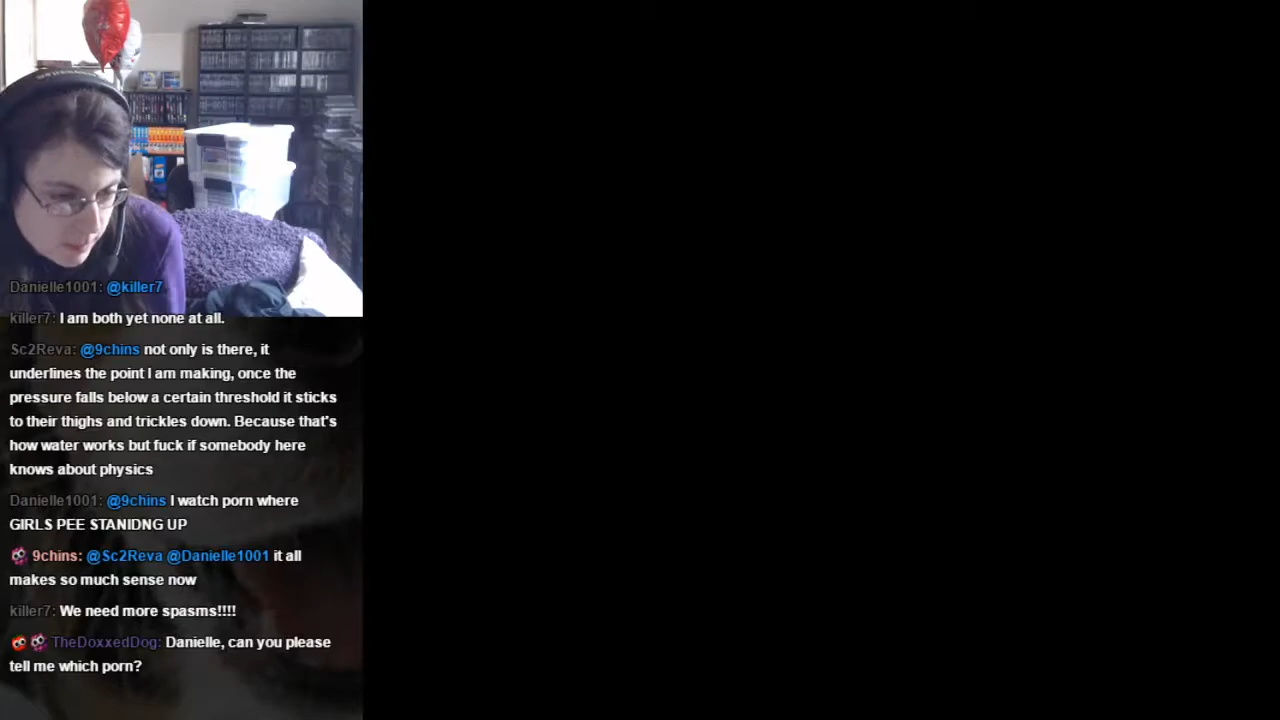 Danielle1001: @killer7
killer7: I am both yet none at all.
Sc2Reva: @9chins not only is there, it
underlines the point I am making, once the
pressure falls below a certain threshold it sticks
to their thighs and trickles down. Because that's
how water works but fuck if somebody here
knows about physics
Danielle1001: @9chins I watch porn where
GIRLS PEE STANIDNG UP
9chins: @Sc2Reva @Danielle1001 it all
makes so much sense now
killer7: We need more spasms!!!!
TheDoxxedDog: Danielle, can you please
tell me which porn?